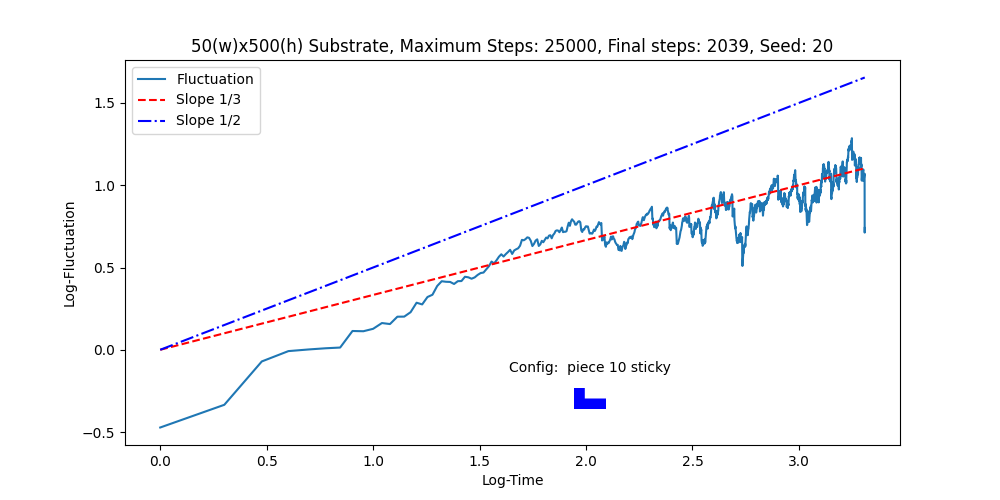 50(w)x500(h) Substrate, Maximum Steps: 25000, Final steps: 2039, Seed: 20
Fluctuation
Slope 1/3
Slope 1/2
Log-Fluctuation
1.5
1.0
0.5
0.0
−0.5
Config:  piece 10 sticky
0.0 0.5 1.0 1.5 2.0 2.5 3.0
Log-Time